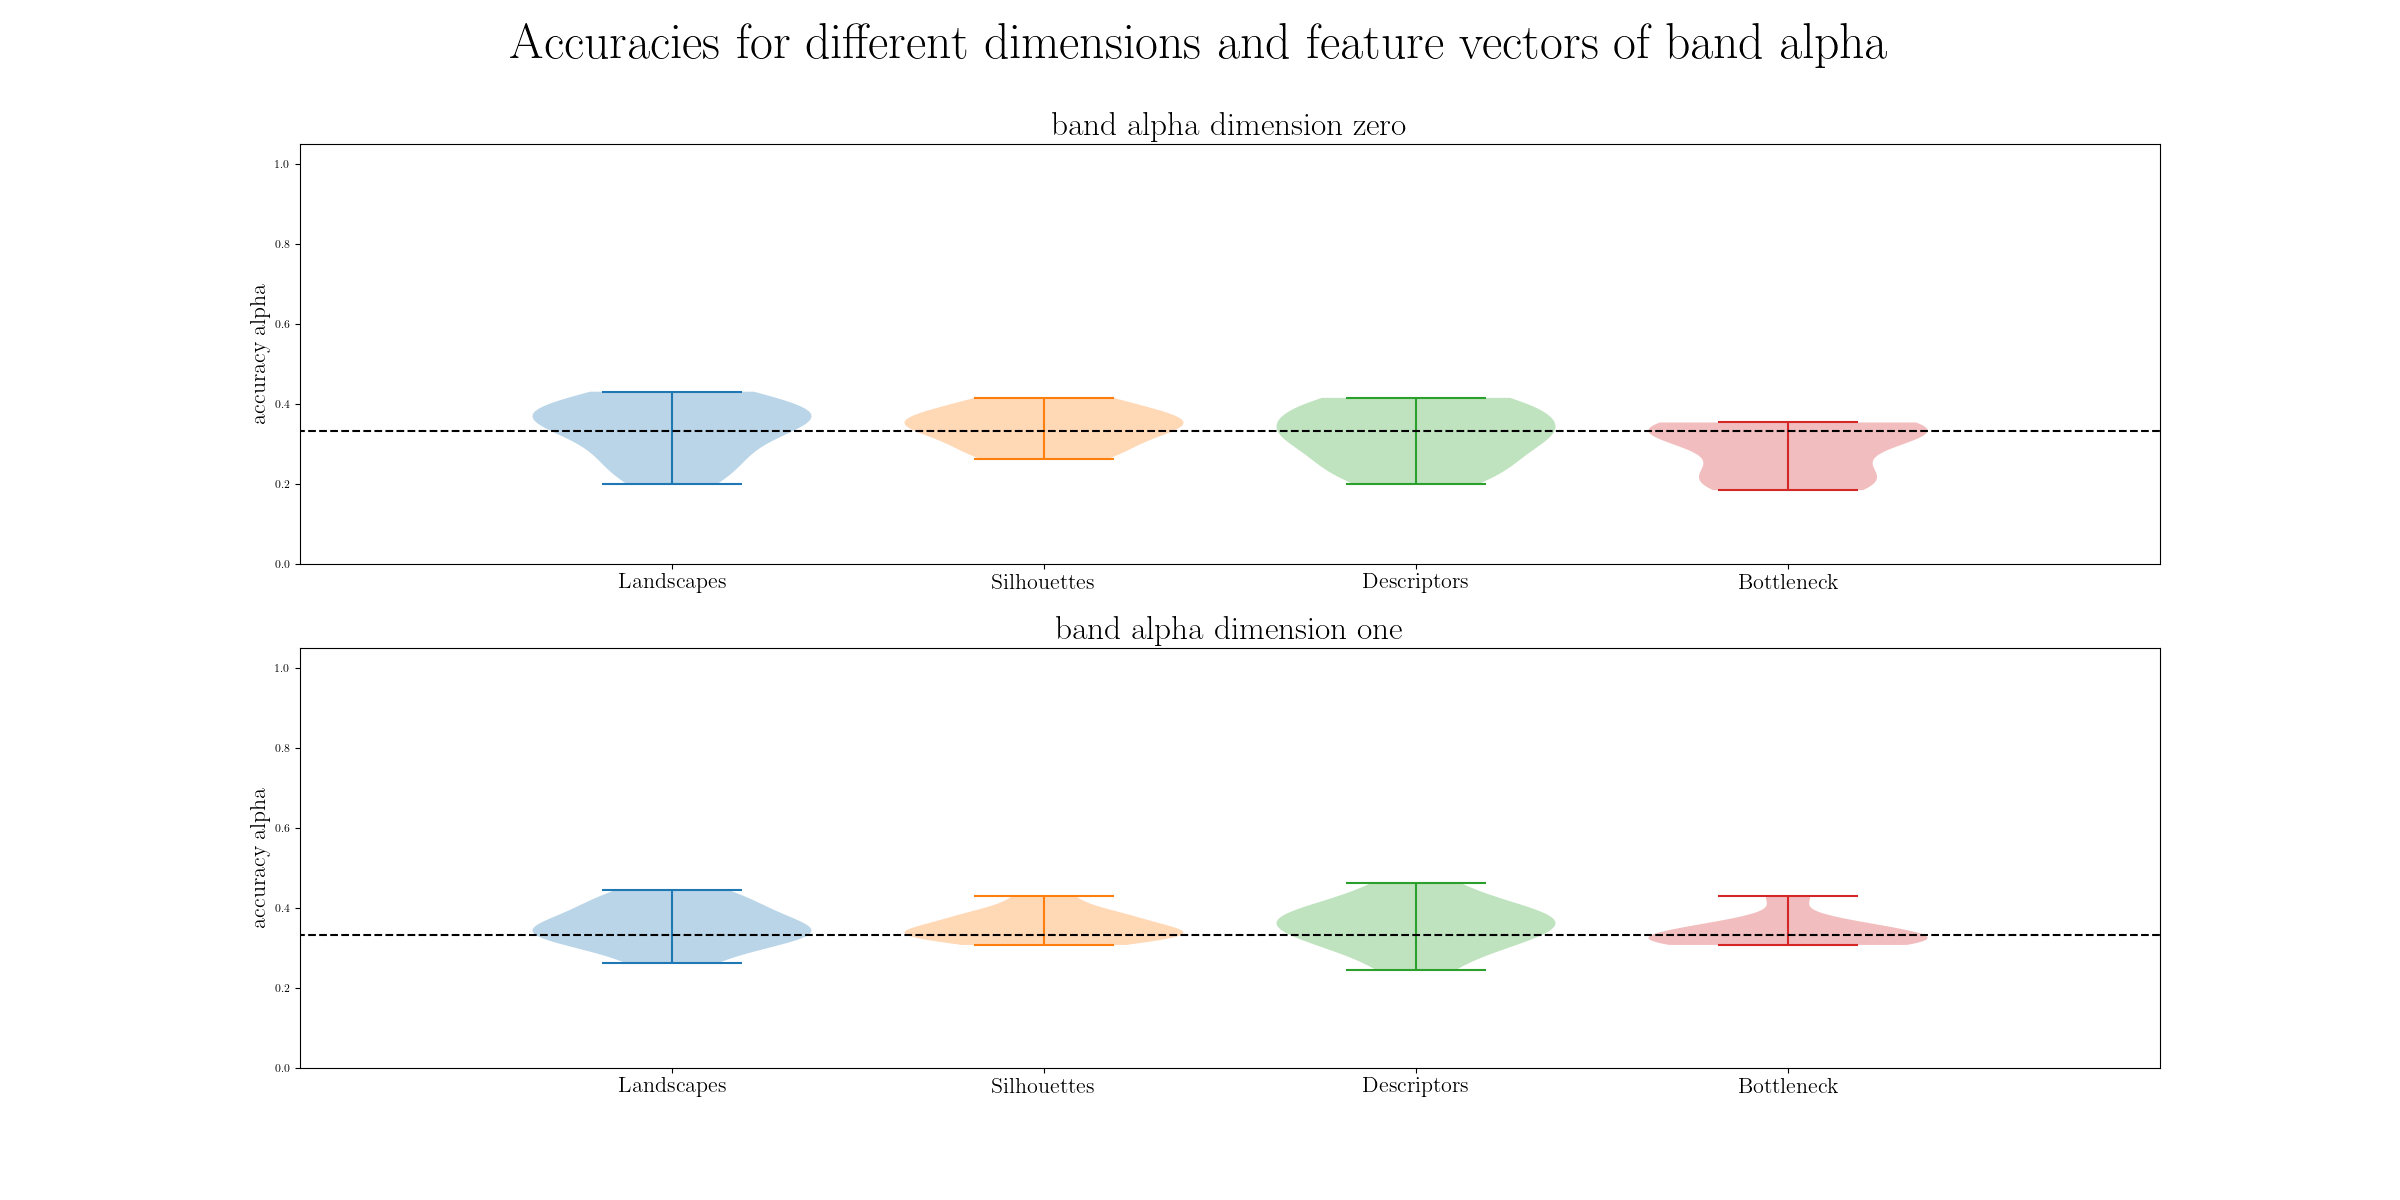 Accuracies for different dimensions and feature vectors of band alpha
band alpha dimension zero
accuracy alpha
1.0
0.8
0.6
0.4
0.2
0.0
Landscapes Silhouettes Descriptors Bottleneck
band alpha dimension one
accuracy alpha
1.0
0.8
0.6
0.4
0.2
0.0
Landscapes Silhouettes Descriptors Bottleneck